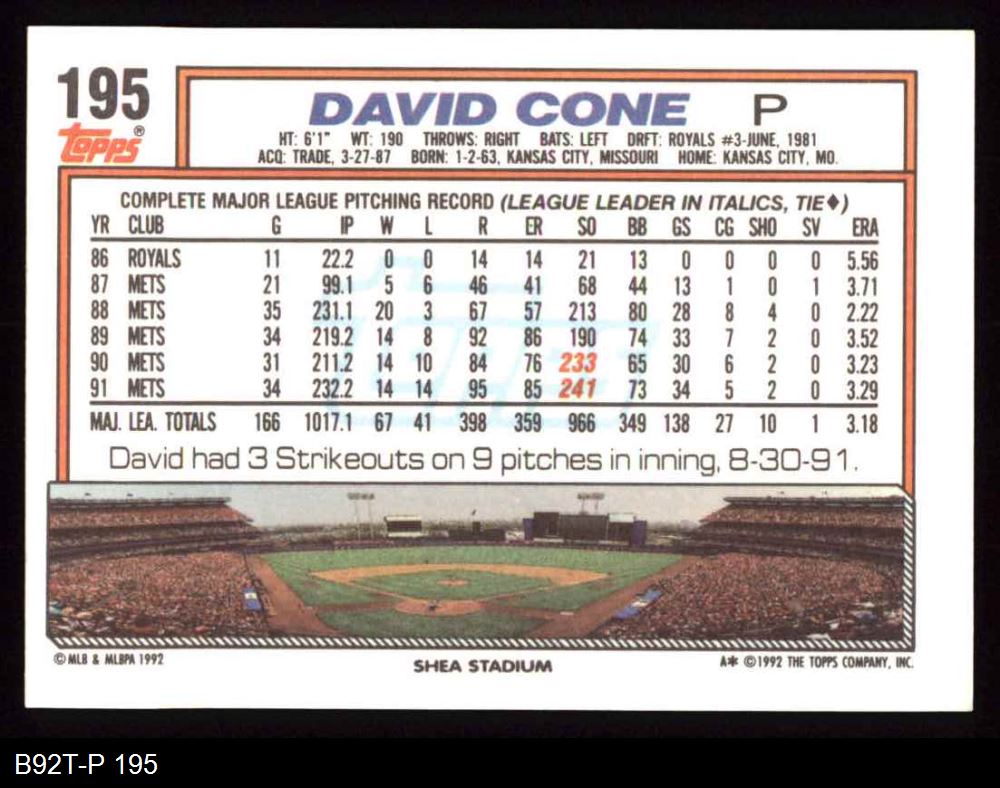 195
Topps®
DAVID CONE P
HT: 6'1" WT: 190 THROWS: RIGHT BATS: LEFT DRFT: ROYALS #3-JUNE, 1981
ACQ: TRADE, 3-27-87 BORN: 1-2-63, KANSAS CITY, MISSOURI HOME: KANSAS CITY, MO.
COMPLETE MAJOR LEAGUE PITCHING RECORD (LEAGUE LEADER IN ITALICS, TIE♦)
YR CLUB G IP W L R ER SO BB GS CG SHO SV ERA
86 ROYALS 11 22.2 0 0 14 14 21 13 0 0 0 0 5.56
87 METS 21 99.1 5 6 46 41 68 44 13 1 0 1 3.71
88 METS 35 231.1 20 3 67 57 213 80 28 8 4 0 2.22
89 METS 34 219.2 14 8 92 86 190 74 33 7 2 0 3.52
90 METS 31 211.2 14 10 84 76 233 65 30 6 2 0 3.23
91 METS 34 232.2 14 14 95 85 241 73 34 5 2 0 3.29
MAJ. LEA. TOTALS 166 1017.1 67 41 398 359 966 349 138 27 10 1 3.18
David had 3 Strikeouts on 9 pitches in inning, 8-30-91.
© MLB & MLBPA 1992
SHEA STADIUM
A* ©1992 THE TOPPS COMPANY, INC.
B92T-P 195